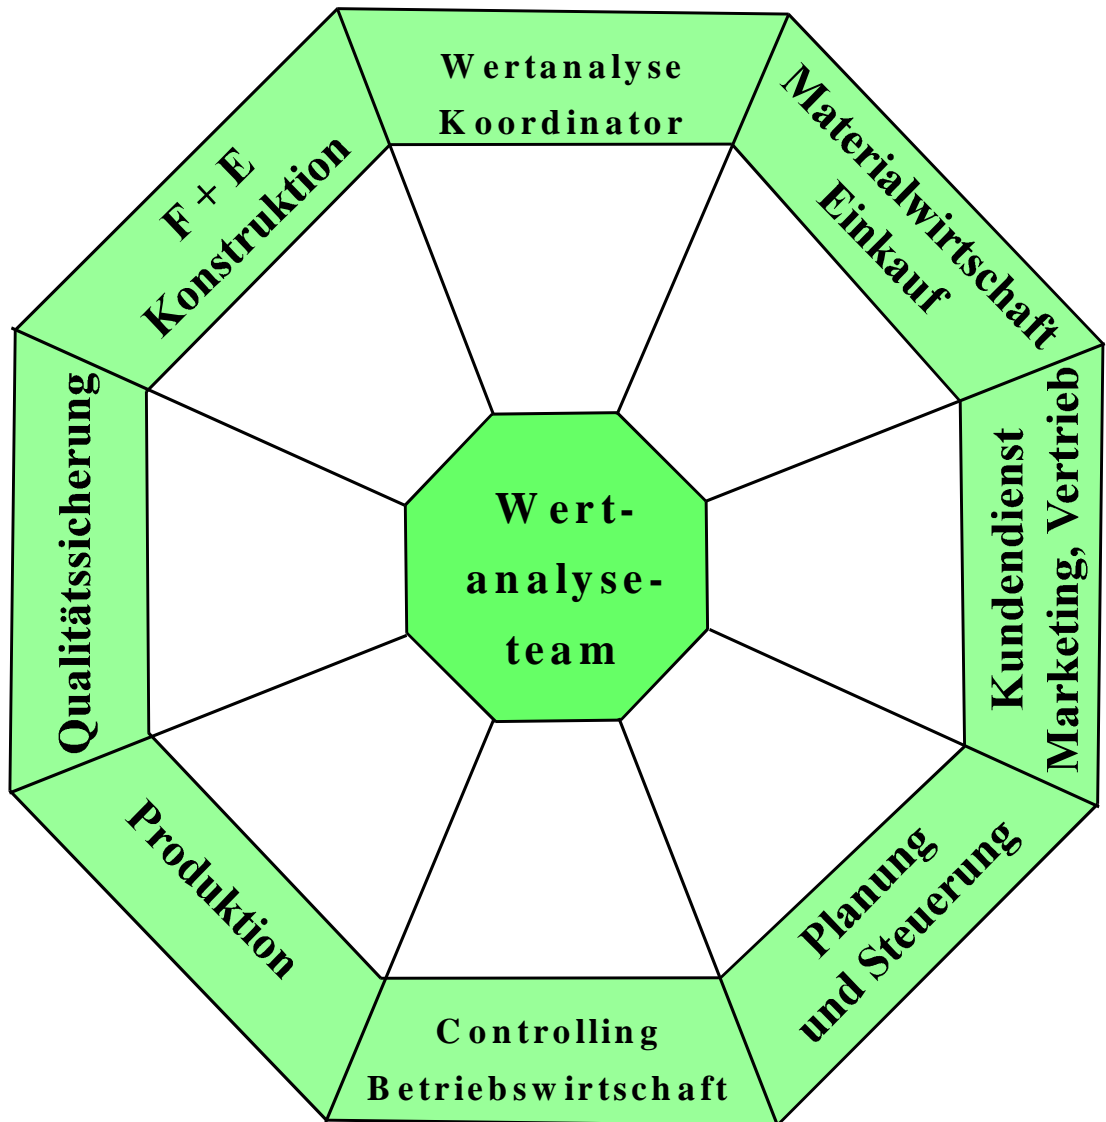 Wertanalyse
Koordinator
Materialwirtschaft
Einkauf
Kundendienst
Marketing, Vertrieb
Planung
und Steuerung
Controlling
Betriebswirtschaft
Produktion
Qualitätssicherung
F + E
Konstruktion
Wert-
analyse-
team